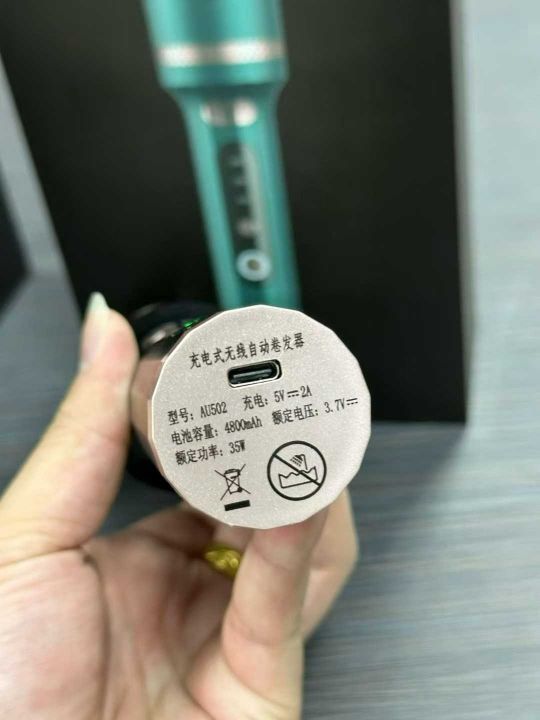 充电式无线自动卷发器
型号: AU502 充电: 5V⎓2A
电池容量: 4800mAh 额定电压: 3.7V⎓
额定功率: 35W